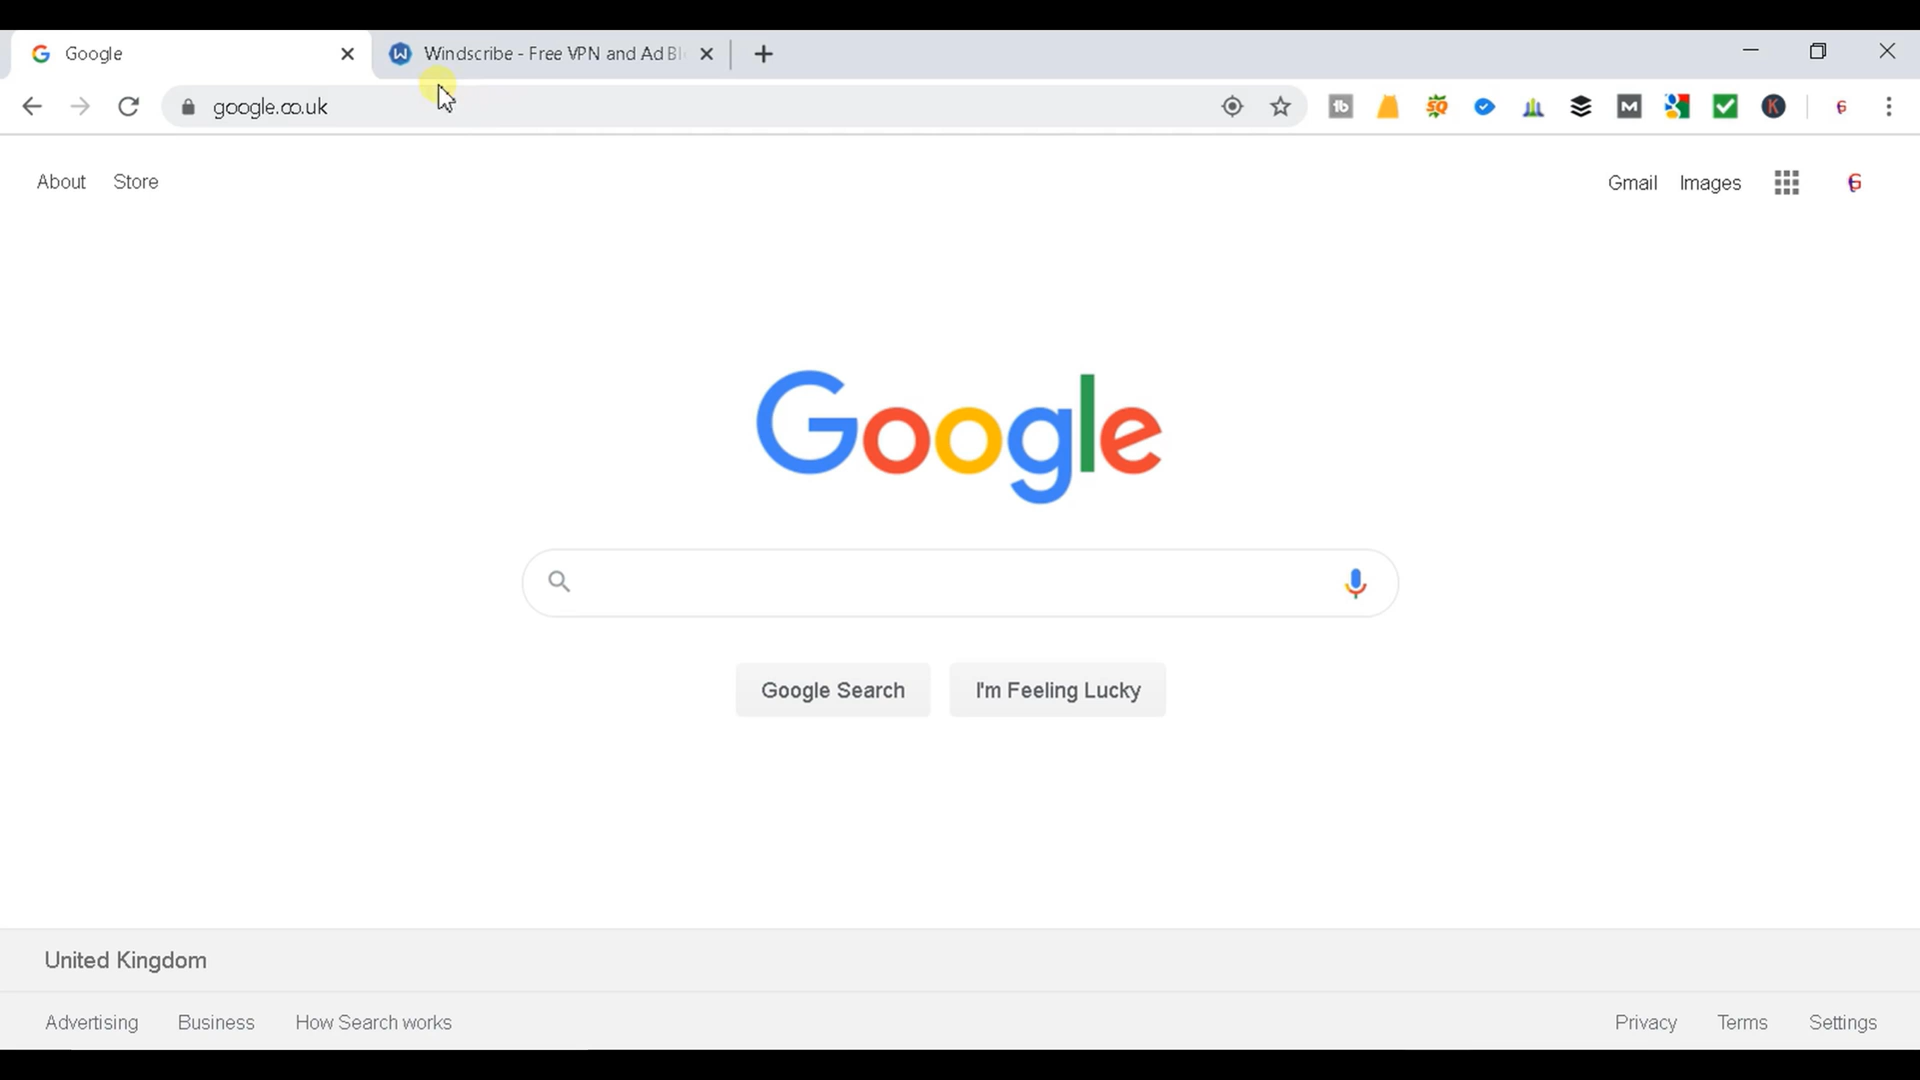 Google
Windscribe - Free VPN and Ad Bl
google.co.uk
About Store
Gmail Images
Google
Google Search I'm Feeling Lucky
United Kingdom
Advertising Business How Search works
Privacy Terms Settings